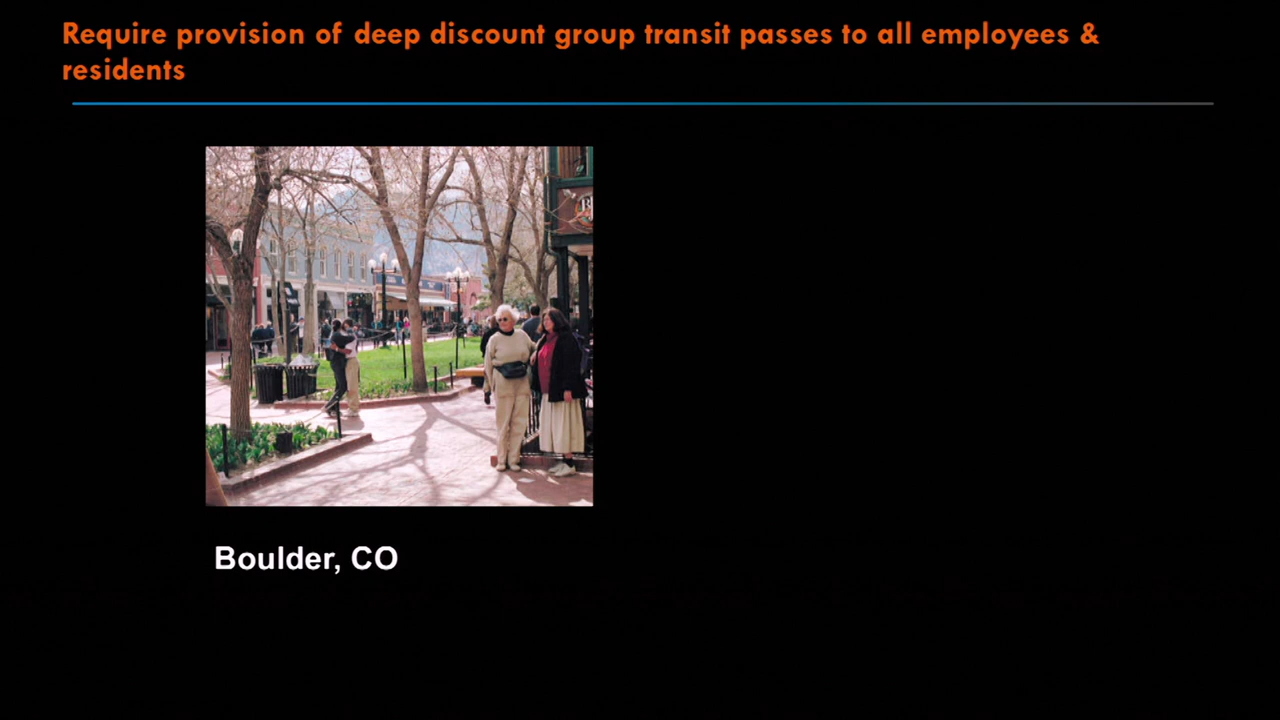 Require provision of deep discount group transit passes to all employees &
residents
Boulder, CO